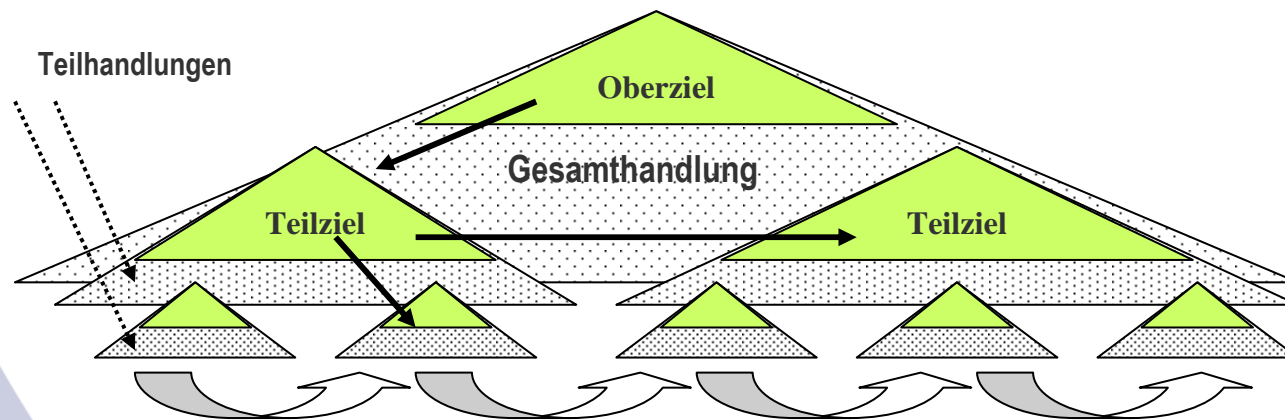 Teilhandlungen
Oberziel
Gesamthandlung
Teilziel
Teilziel